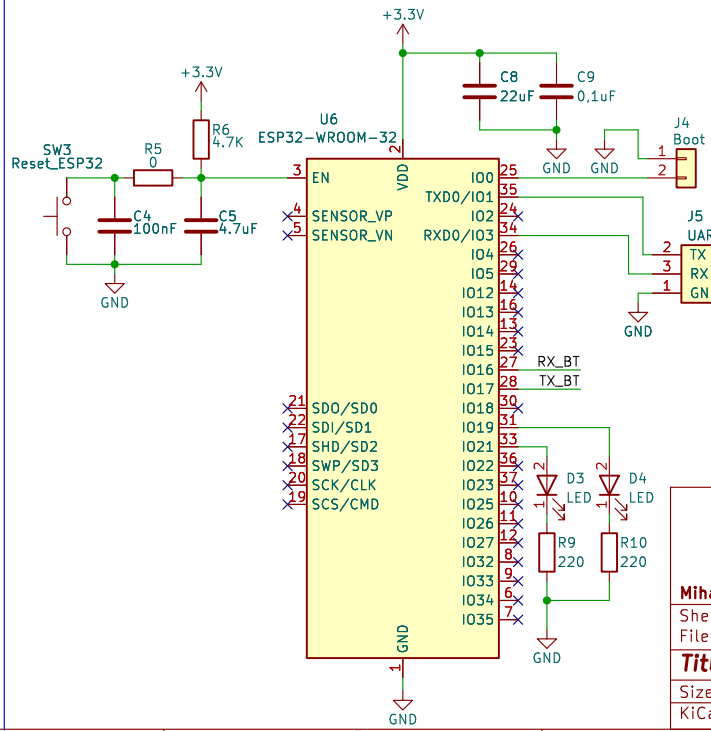 +3.3V
+3.3V
C8
22uF
C9
0,1uF
U6
ESP32-WROOM-32
R6
4.7K
J4
Boot
SW3
Reset_ESP32
R5
0
2
VDD
GND
GND
1
2
3
EN
IO0
25
TXD0/IO1
35
4
SENSOR_VP
IO2
24
5
SENSOR_VN
RXD0/IO3
34
C4
100nF
C5
4.7uF
J5
IO4
26
2
TX
IO5
29
3
RX
IO12
14
1
GND
IO13
16
GND
IO14
13
IO15
23
IO16
27
RX_BT
IO17
28
TX_BT
21
SDO/SD0
IO18
30
22
SDI/SD1
IO19
31
17
SHD/SD2
IO21
33
18
SWP/SD3
IO22
36
20
SCK/CLK
IO23
37
19
SCS/CMD
IO25
10
2
D3
LED
1
2
D4
LED
1
IO26
11
IO27
12
IO32
8
IO33
9
IO34
6
IO35
7
R9
220
R10
220
GND
GND
1
GND
File
Size